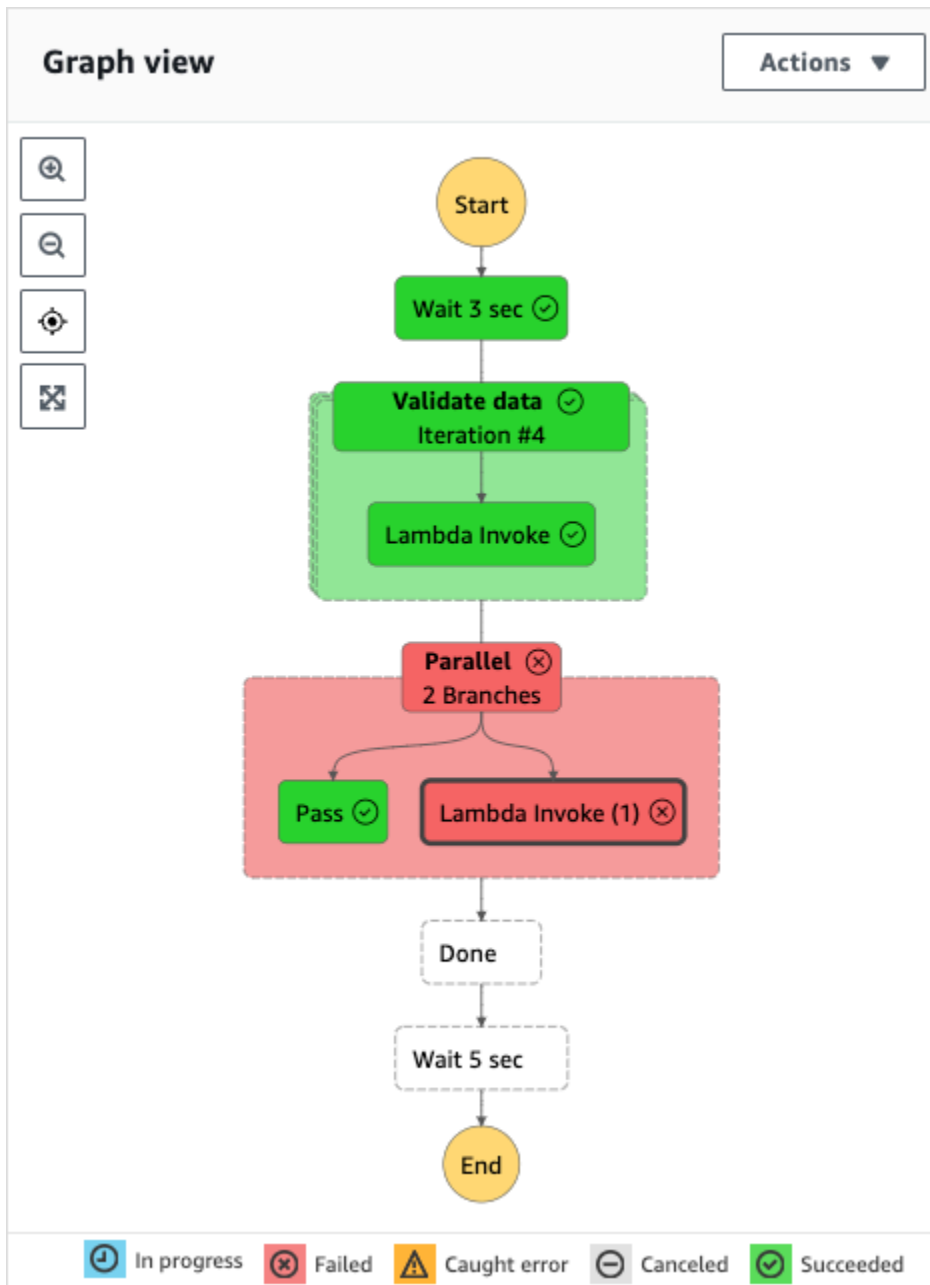 Graph view
Actions
Start
Wait 3 sec
Validate data
Iteration #4
Lambda Invoke
Parallel
2 Branches
Pass
Lambda Invoke (1)
Done
Wait 5 sec
End
In progress
Failed
Caught error
Canceled
Succeeded